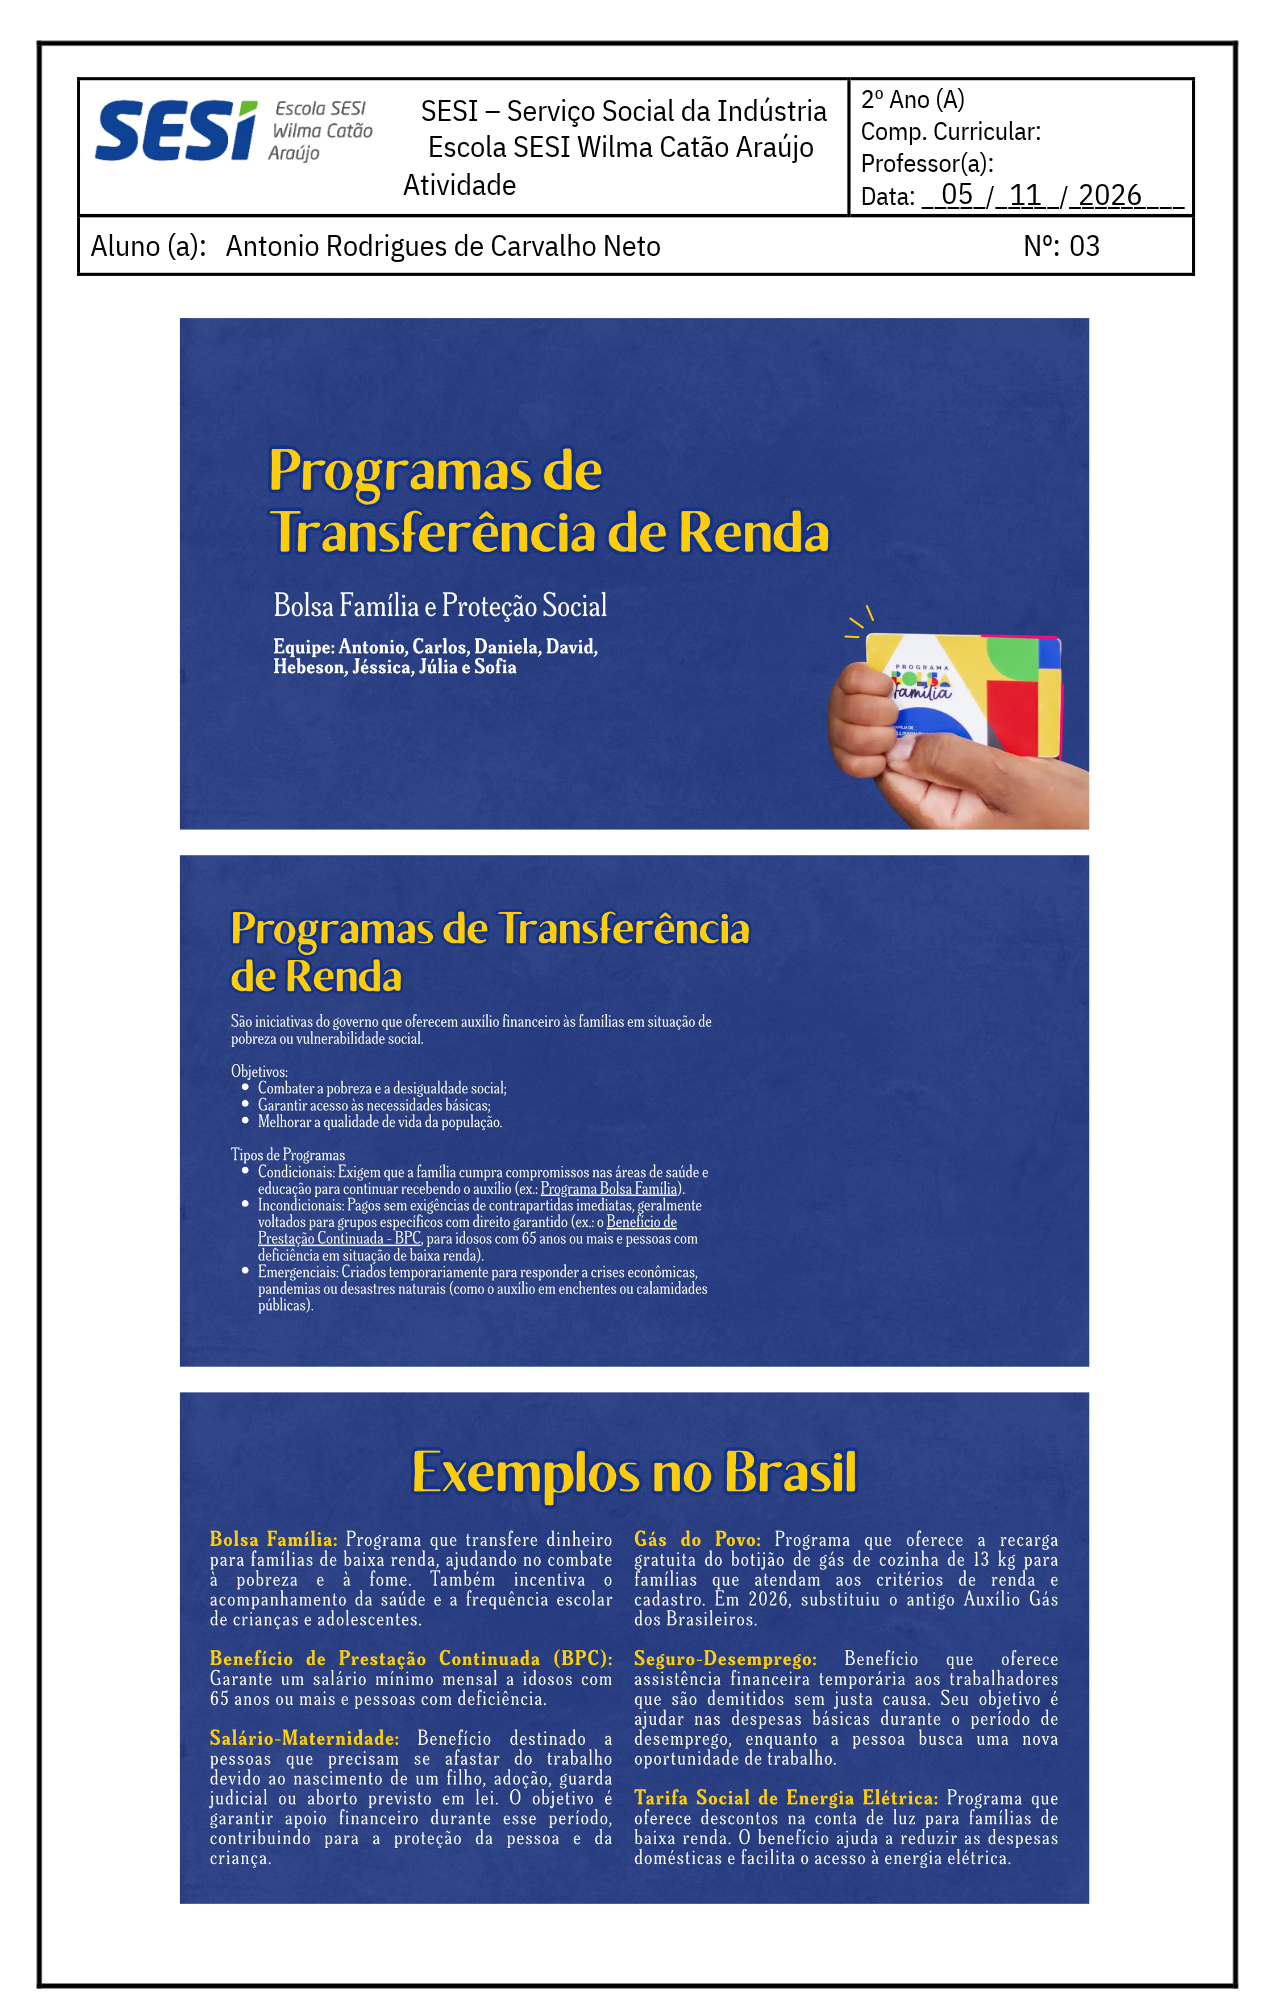 SESI
Escola SESI
Wilma Catão
Araújo
SESI – Serviço Social da Indústria
Escola SESI Wilma Catão Araújo
Atividade
2º Ano (A)
Comp. Curricular:
Professor(a):
Data: _____/_____/_________
05 11 2026
Aluno (a): Antonio Rodrigues de Carvalho Neto Nº: 03
Programas de
Transferência de Renda
Bolsa Família e Proteção Social
Equipe: Antonio, Carlos, Daniela, David,
Hebeson, Jéssica, Júlia e Sofia
PROGRAMA
BOLSA
família
Programas de Transferência
de Renda
São iniciativas do governo que oferecem auxílio financeiro às famílias em situação de
pobreza ou vulnerabilidade social.
Objetivos:
• Combater a pobreza e a desigualdade social;
• Garantir acesso às necessidades básicas;
• Melhorar a qualidade de vida da população.
Tipos de Programas
• Condicionais: Exigem que a família cumpra compromissos nas áreas de saúde e
educação para continuar recebendo o auxílio (ex.: Programa Bolsa Família).
• Incondicionais: Pagos sem exigências de contrapartidas imediatas, geralmente
voltados para grupos específicos com direito garantido (ex.: o Benefício de
Prestação Continuada - BPC, para idosos com 65 anos ou mais e pessoas com
deficiência em situação de baixa renda).
• Emergenciais: Criados temporariamente para responder a crises econômicas,
pandemias ou desastres naturais (como o auxílio em enchentes ou calamidades
públicas).
Exemplos no Brasil
Bolsa Família: Programa que transfere dinheiro
para famílias de baixa renda, ajudando no combate
à pobreza e à fome. Também incentiva o
acompanhamento da saúde e a frequência escolar
de crianças e adolescentes.
Benefício de Prestação Continuada (BPC):
Garante um salário mínimo mensal a idosos com
65 anos ou mais e pessoas com deficiência.
Salário-Maternidade: Benefício destinado a
pessoas que precisam se afastar do trabalho
devido ao nascimento de um filho, adoção, guarda
judicial ou aborto previsto em lei. O objetivo é
garantir apoio financeiro durante esse período,
contribuindo para a proteção da pessoa e da
criança.
Gás do Povo: Programa que oferece a recarga
gratuita do botijão de gás de cozinha de 13 kg para
famílias que atendam aos critérios de renda e
cadastro. Em 2026, substituiu o antigo Auxílio Gás
dos Brasileiros.
Seguro-Desemprego: Benefício que oferece
assistência financeira temporária aos trabalhadores
que são demitidos sem justa causa. Seu objetivo é
ajudar nas despesas básicas durante o período de
desemprego, enquanto a pessoa busca uma nova
oportunidade de trabalho.
Tarifa Social de Energia Elétrica: Programa que
oferece descontos na conta de luz para famílias de
baixa renda. O benefício ajuda a reduzir as despesas
domésticas e facilita o acesso à energia elétrica.